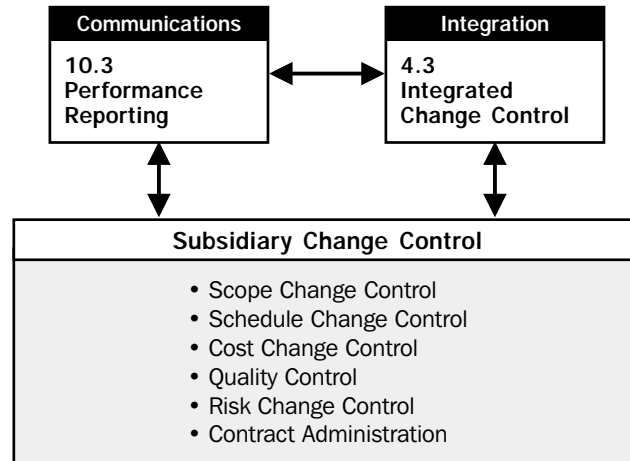 Communications
10.3
Performance
Reporting
Integration
4.3
Integrated
Change Control
Subsidiary Change Control
• Scope Change Control
• Schedule Change Control
• Cost Change Control
• Quality Control
• Risk Change Control
• Contract Administration